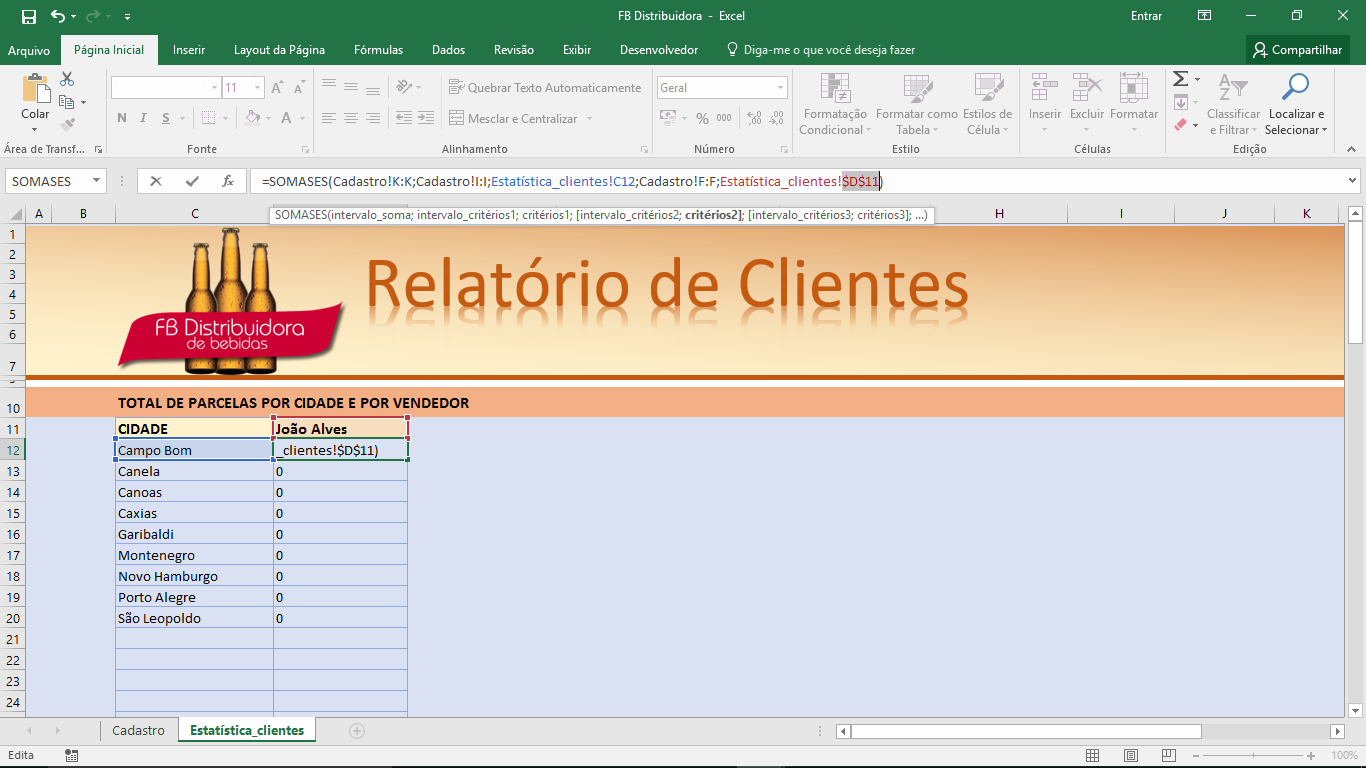 FB Distribuidora - Excel
Entrar
Arquivo
Página Inicial
Inserir
Layout da Página
Fórmulas
Dados
Revisão
Exibir
Desenvolvedor
Diga-me o que você deseja fazer
Compartilhar
Colar
Área de Transf...
11
N I S
Fonte
Quebrar Texto Automaticamente
Mesclar e Centralizar
Alinhamento
Geral
% 000
Número
Formatação Condicional
Formatar como Tabela
Estilos de Célula
Estilo
Inserir
Excluir
Formatar
Células
Classificar e Filtrar
Localizar e Selecionar
Edição
SOMASES
fx
=SOMASES(Cadastro!K:K;Cadastro!I:I;Estatística_clientes!C12;Cadastro!F:F;Estatística_clientes!$D$11)
SOMASES(intervalo_soma; intervalo_critérios1; critérios1; [intervalo_critérios2; critérios2]; [intervalo_critérios3; critérios3]; ...)
A B C H I J K
1
2
3
4
5
6
7
Relatório de Clientes
FB Distribuidora
de bebidas
10 TOTAL DE PARCELAS POR CIDADE E POR VENDEDOR
11 CIDADE João Alves
12 Campo Bom _clientes!$D$11)
13 Canela 0
14 Canoas 0
15 Caxias 0
16 Garibaldi 0
17 Montenegro 0
18 Novo Hamburgo 0
19 Porto Alegre 0
20 São Leopoldo 0
21
22
23
24
Cadastro
Estatística_clientes
Edita
100%